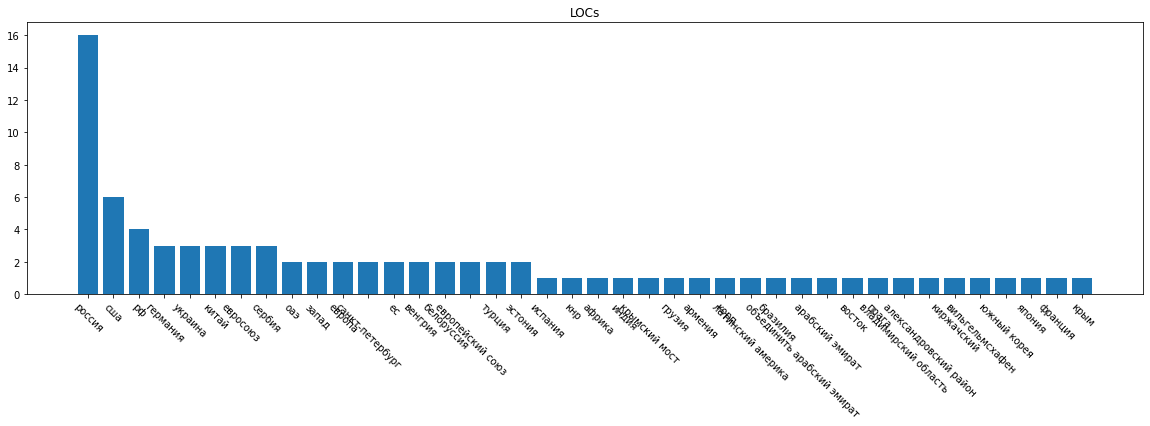 LOCs
16
14
12
10
8
6
4
2
0
россия
сша
рф
германия
украина
китай
евросоюз
сербия
оаз
запад
европа
санкт-петербург
ес
венгрия
белоруссия
европейский союз
турция
эстония
испания
кнр
африка
индия
крымский мост
грузия
армения
корея
латинский америка
объединить арабский эмират
бразилия
арабский эмират
восток
прага
владимирский область
александровский район
киржачский
вильгельмсхафен
южный корея
япония
франция
крым